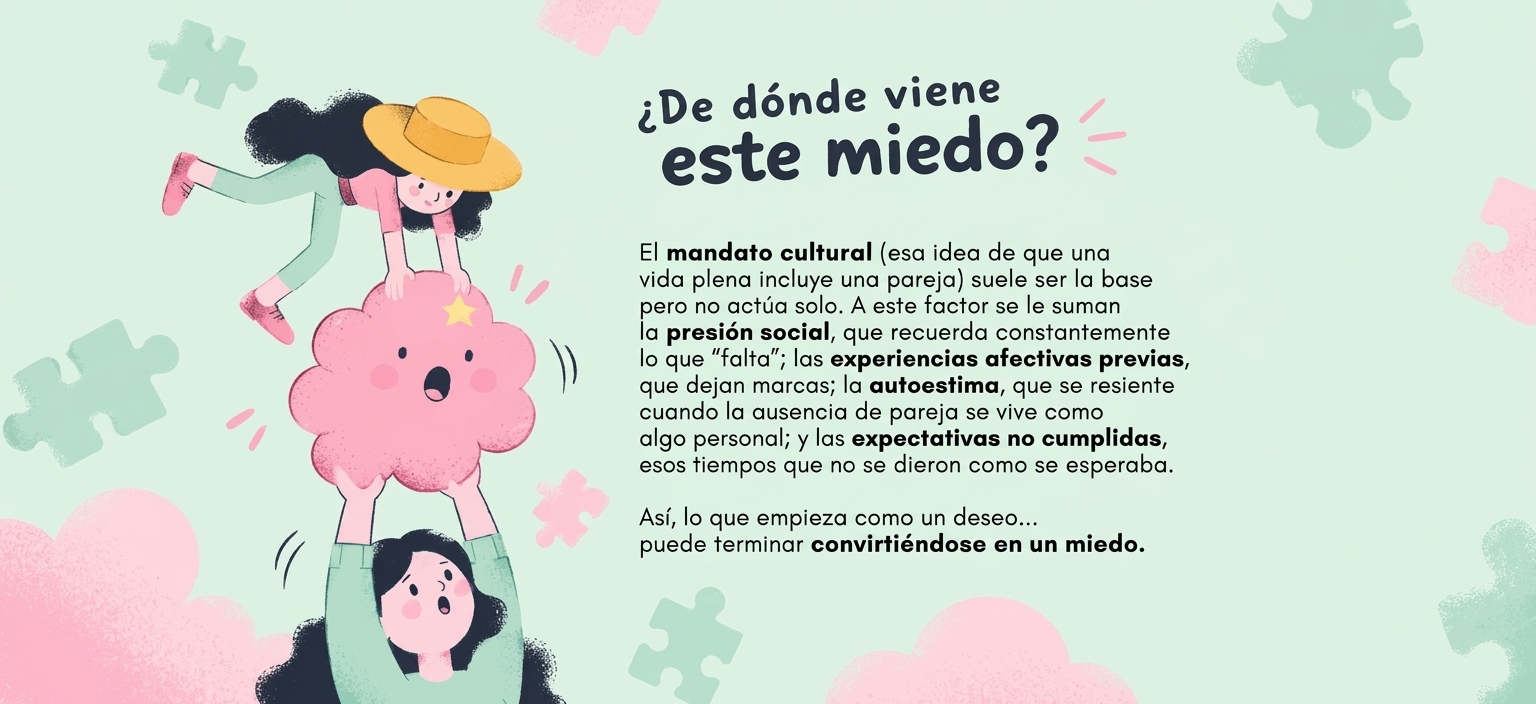 ¿De dónde viene
este miedo?
El mandato cultural (esa idea de que una
vida plena incluye una pareja) suele ser la base
pero no actúa solo. A este factor se le suman
la presión social, que recuerda constantemente
lo que “falta”; las experiencias afectivas previas,
que dejan marcas; la autoestima, que se resiente
cuando la ausencia de pareja se vive como
algo personal; y las expectativas no cumplidas,
esos tiempos que no se dieron como se esperaba.
Así, lo que empieza como un deseo...
puede terminar convirtiéndose en un miedo.